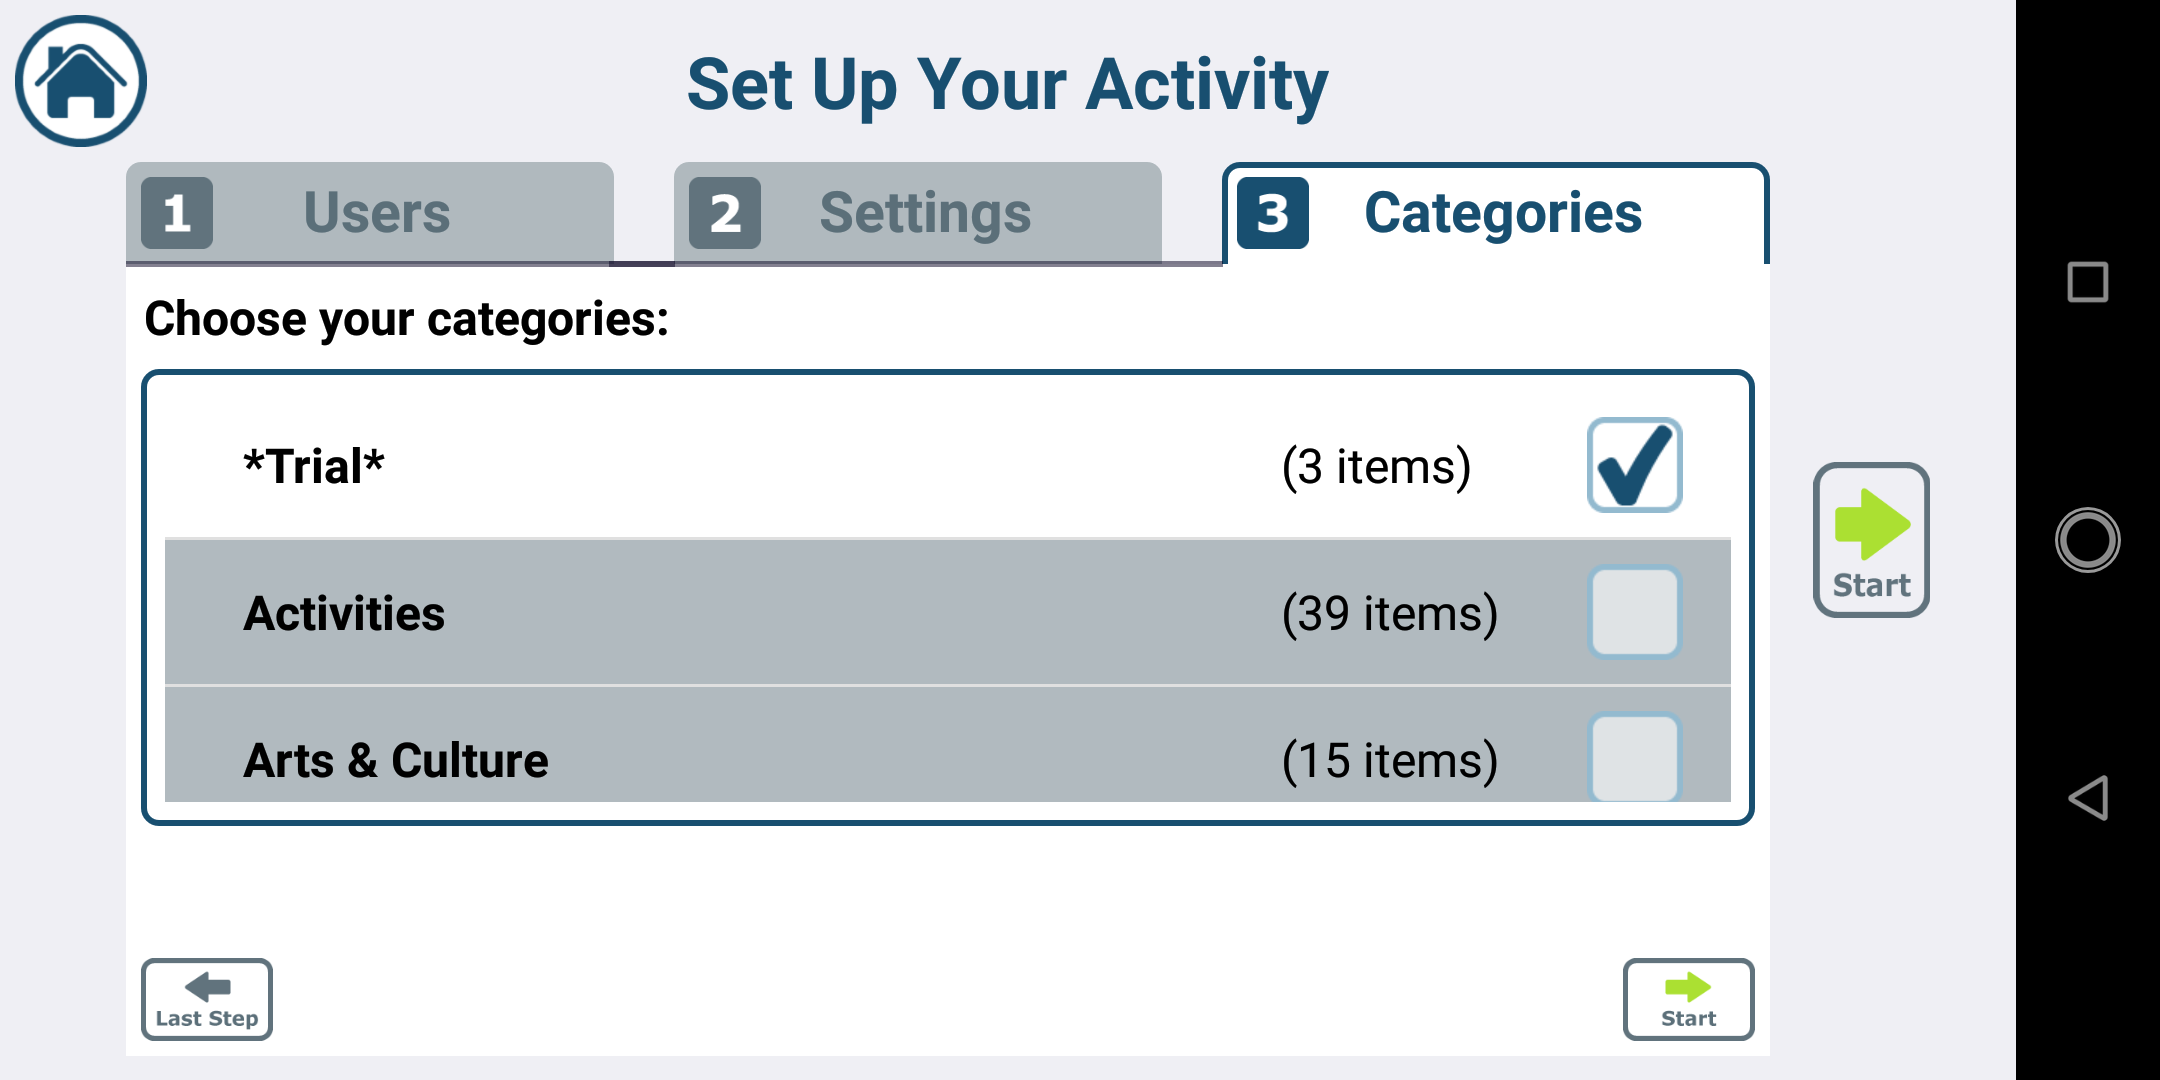 Set Up Your Activity
1 Users
2 Settings
3 Categories
Choose your categories:
*Trial* (3 items)
Activities (39 items)
Arts & Culture (15 items)
Start
Last Step
Start